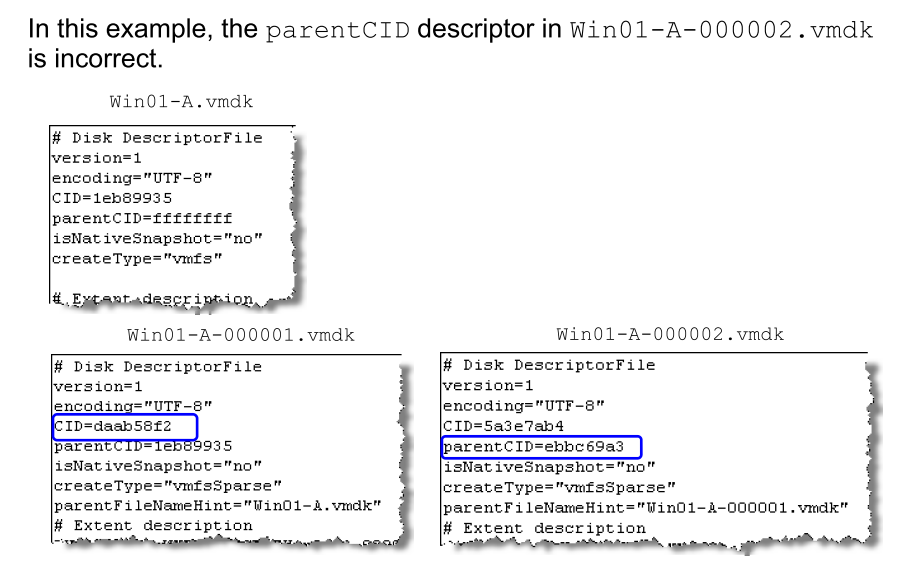 In this example, the parentCID descriptor in Win01-A-000002.vmdk
is incorrect.
Win01-A.vmdk
# Disk DescriptorFile
version=1
encoding="UTF-8"
CID=1eb89935
parentCID=ffffffff
isNativeSnapshot="no"
createType="vmfs"
# Extent description
Win01-A-000001.vmdk
# Disk DescriptorFile
version=1
encoding="UTF-8"
CID=daab58f2
parentCID=1eb89935
isNativeSnapshot="no"
createType="vmfsSparse"
parentFileNameHint="Win01-A.vmdk"
# Extent description
Win01-A-000002.vmdk
# Disk DescriptorFile
version=1
encoding="UTF-8"
CID=5a3e7ab4
parentCID=ebbc69a3
isNativeSnapshot="no"
createType="vmfsSparse"
parentFileNameHint="Win01-A-000001.vmdk"
# Extent description